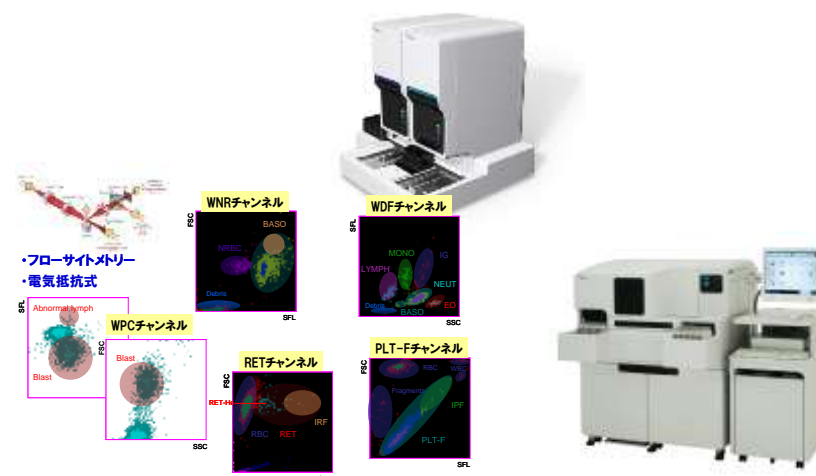 WNRチャンネル
FSC
BASO
NRBC
Debris
SFL
WDFチャンネル
SFL
MONO
IG
LYMPH
NEUT
EO
Debris
BASO
SSC
・フローサイトメトリー
・電気抵抗式
SFL
Abnormal lymph
Blast
WPCチャンネル
FSC
Blast
SSC
RETチャンネル
FSC
RET-He
IRF
RBC
RET
PLT-Fチャンネル
FSC
RBC
WBC
Fragments
IPF
PLT-F
SFL